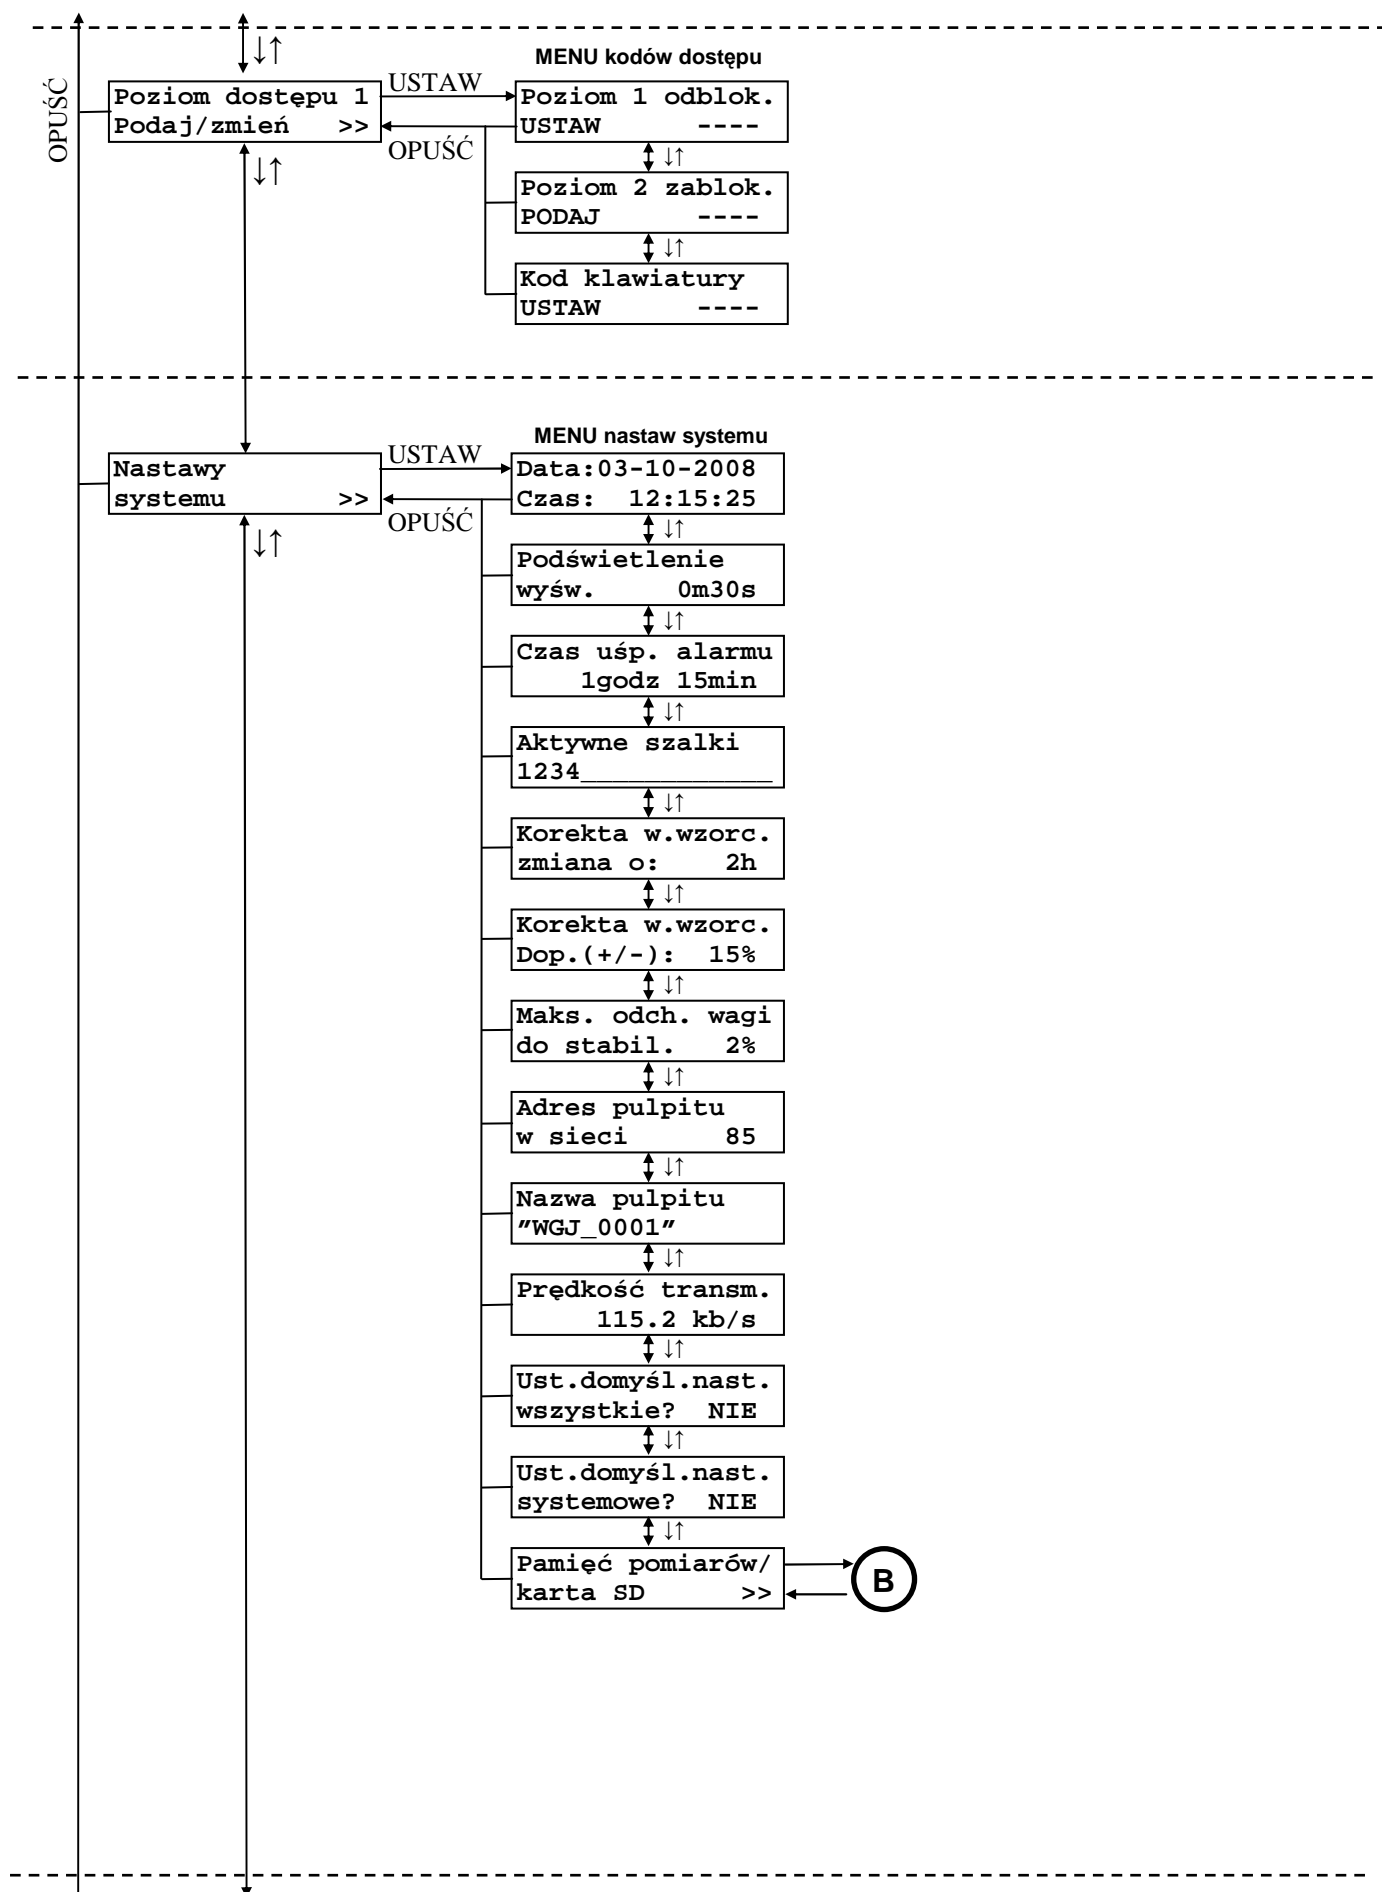 ↓↑
MENU kodów dostępu
OPUŚĆ
Poziom dostępu 1
Podaj/zmień >>
USTAW
OPUŚĆ
Poziom 1 odblok.
USTAW ----
↓↑
↓↑
Poziom 2 zablok.
PODAJ ----
↓↑
Kod klawiatury
USTAW ----
MENU nastaw systemu
Nastawy
systemu >>
USTAW
OPUŚĆ
Data:03-10-2008
Czas: 12:15:25
↓↑
↓↑
Podświetlenie
wyśw. 0m30s
↓↑
Czas uśp. alarmu
1godz 15min
↓↑
Aktywne szalki
1234____________
↓↑
Korekta w.wzorc.
zmiana o: 2h
↓↑
Korekta w.wzorc.
Dop.(+/-): 15%
↓↑
Maks. odch. wagi
do stabil. 2%
↓↑
Adres pulpitu
w sieci 85
↓↑
Nazwa pulpitu
"WGJ_0001"
↓↑
Prędkość transm.
115.2 kb/s
↓↑
Ust.domyśl.nast.
wszystkie? NIE
↓↑
Ust.domyśl.nast.
systemowe? NIE
↓↑
Pamięć pomiarów/
karta SD >>
B